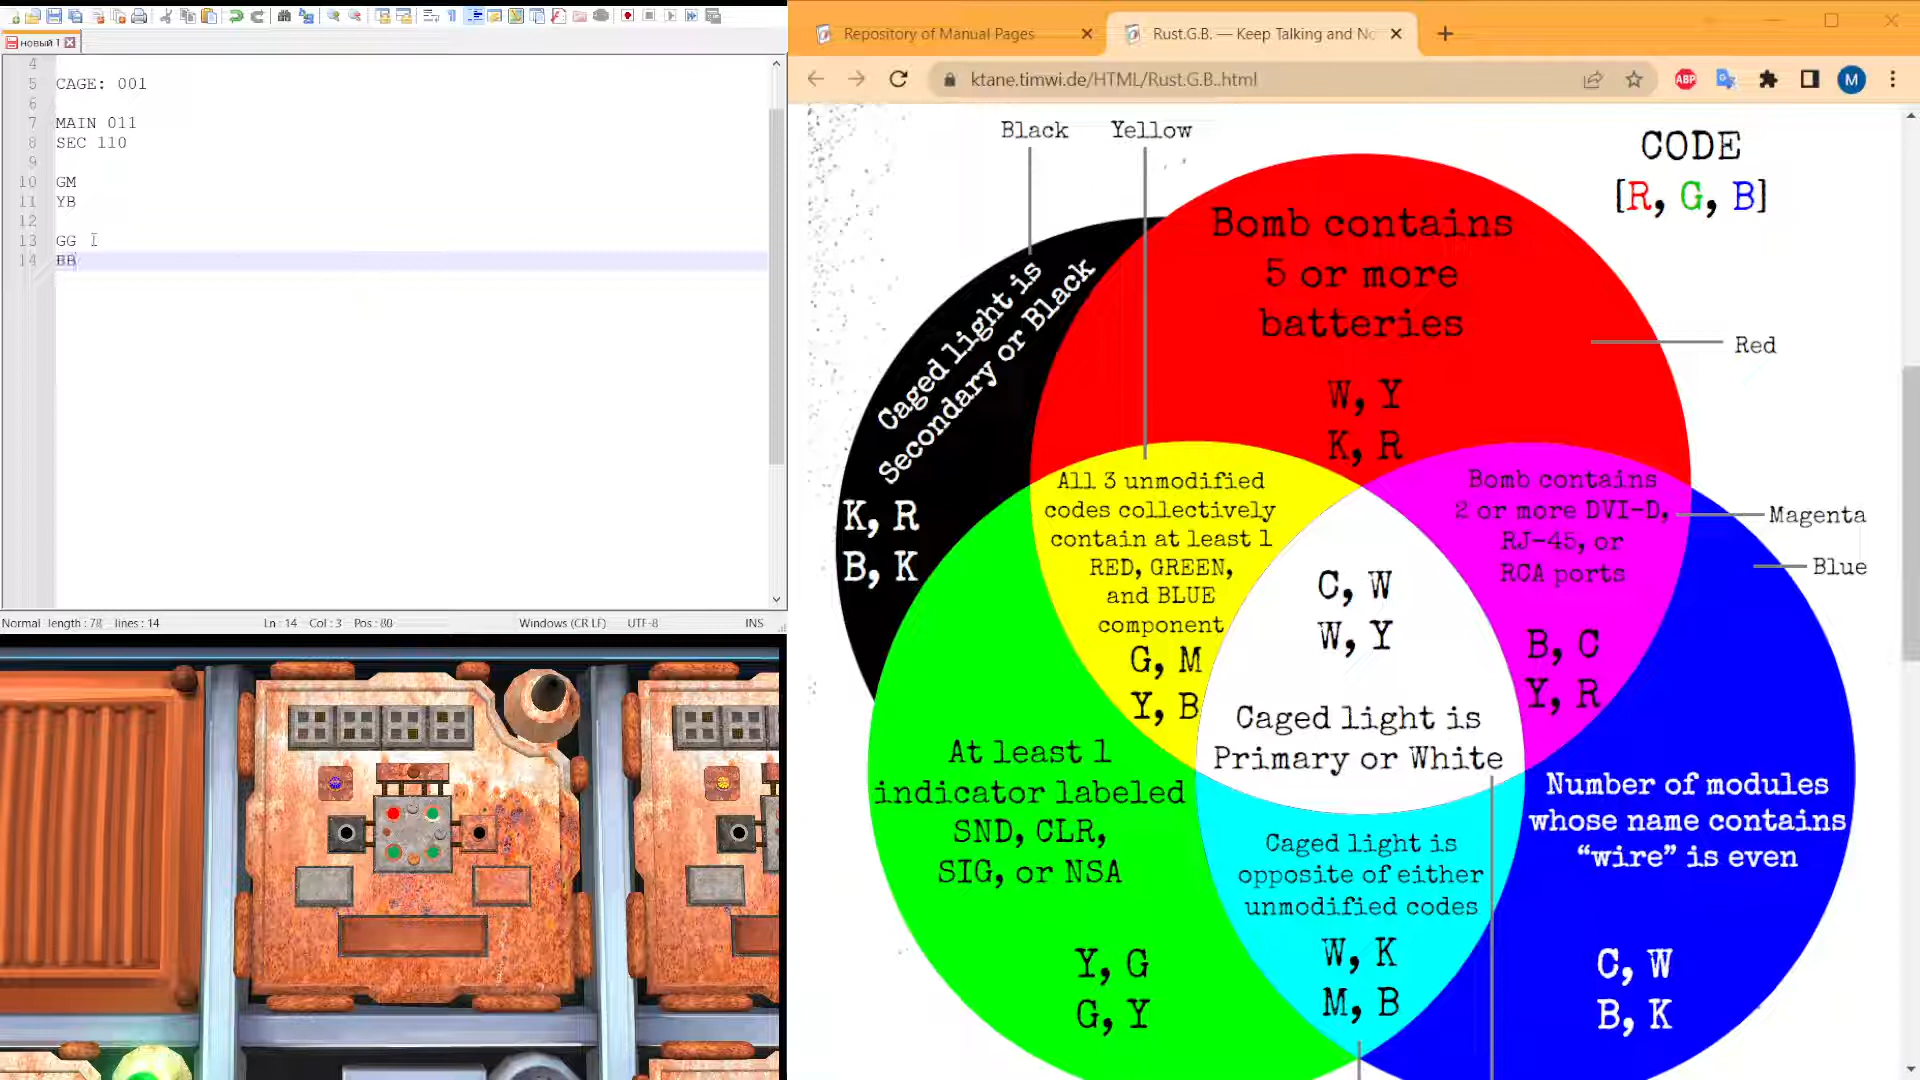 новый 1
4
5 CAGE: 001
6
7 MAIN 011
8 SEC 110
9
10 GM
11 YB
12
13 GG
14 BB
Normal length : 78 lines : 14
Ln : 14 Col : 3 Pos : 80
Windows (CR LF)
UTF-8
INS
Repository of Manual Pages
Rust.G.B. — Keep Talking and No
ktane.timwi.de/HTML/Rust.G.B..html
ABP
M
Black
Yellow
CODE
[R, G, B]
Bomb contains
5 or more
batteries
W, Y
K, R
Red
Caged light is
Secondary or Black
K, R
B, K
All 3 unmodified
codes collectively
contain at least 1
RED, GREEN,
and BLUE
component
G, M
Y, B
Bomb contains
2 or more DVI-D,
RJ-45, or
RCA ports
B, C
Y, R
Magenta
Blue
C, W
W, Y
Caged light is
Primary or White
At least 1
indicator labeled
SND, CLR,
SIG, or NSA
Y, G
G, Y
Caged light is
opposite of either
unmodified codes
W, K
M, B
Number of modules
whose name contains
“wire” is even
C, W
B, K